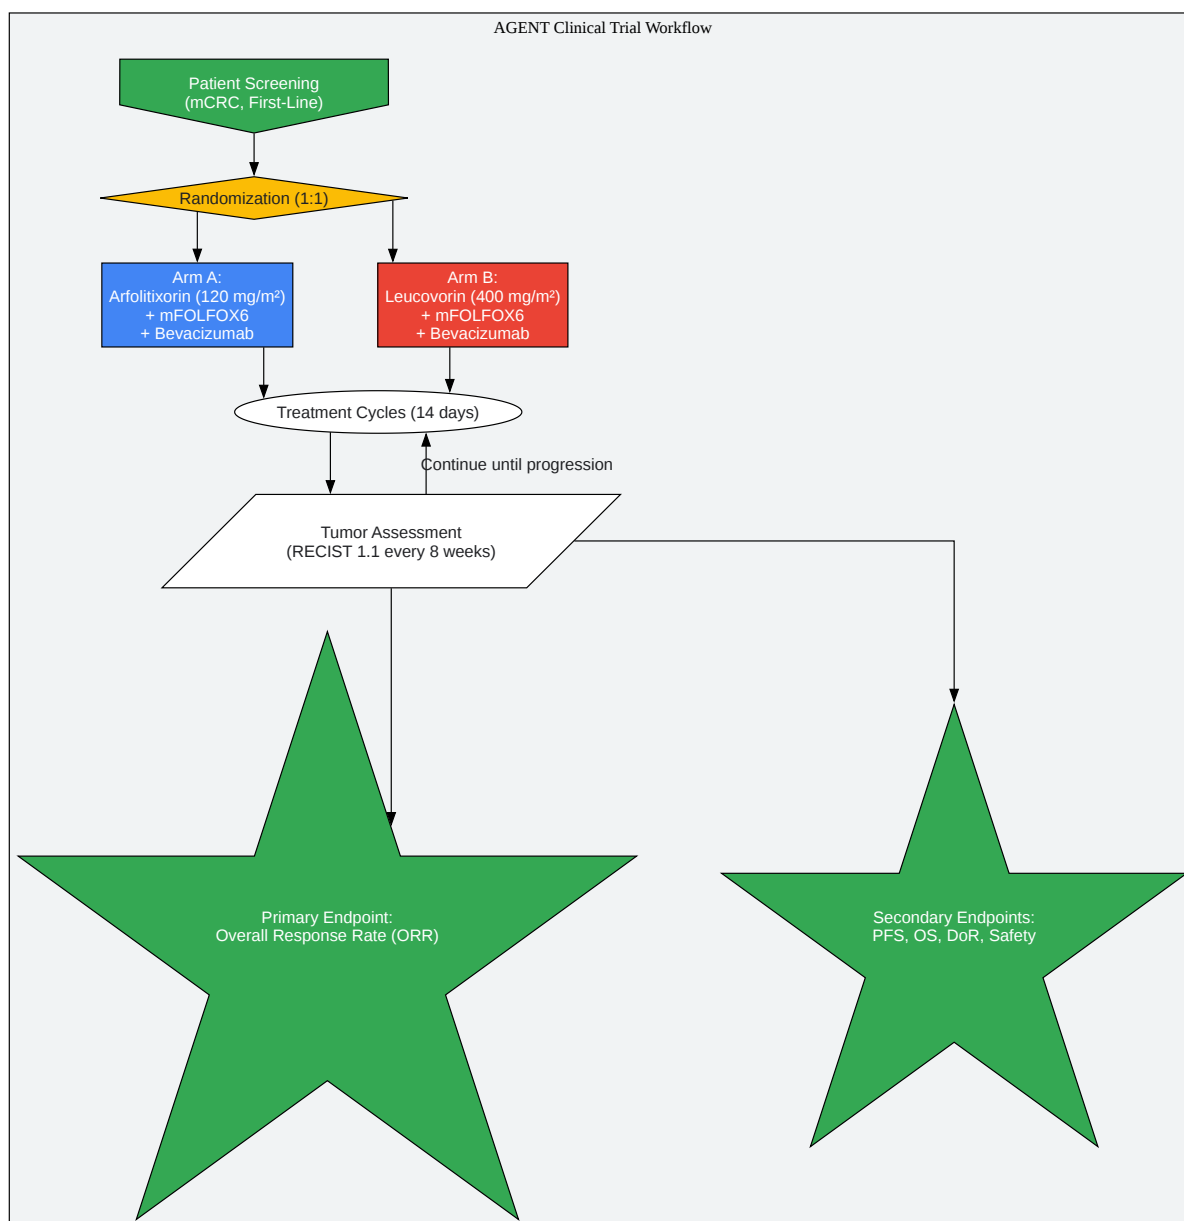 AGENT Clinical Trial Workflow
Patient Screening
(mCRC, First-Line)
Randomization (1:1)
Arm A:
Arfolitixorin (120 mg/m²)
+ mFOLFOX6
+ Bevacizumab
Arm B:
Leucovorin (400 mg/m²)
+ mFOLFOX6
+ Bevacizumab
Treatment Cycles (14 days)
Continue until progression
Tumor Assessment
(RECIST 1.1 every 8 weeks)
Primary Endpoint:
Overall Response Rate (ORR)
Secondary Endpoints:
PFS, OS, DoR, Safety